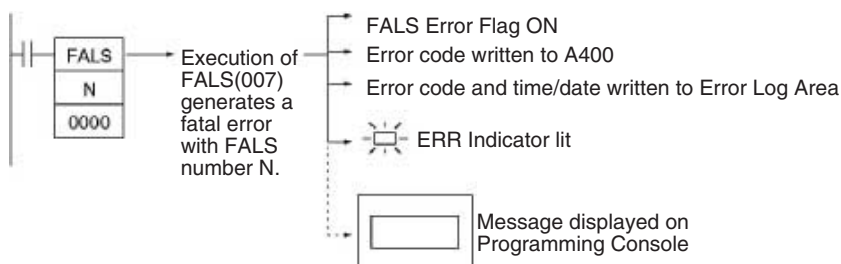 FALS
N
0000
Execution of
FALS(007)
generates a
fatal error
with FALS
number N.
FALS Error Flag ON
Error code written to A400
Error code and time/date written to Error Log Area
ERR Indicator lit
Message displayed on
Programming Console